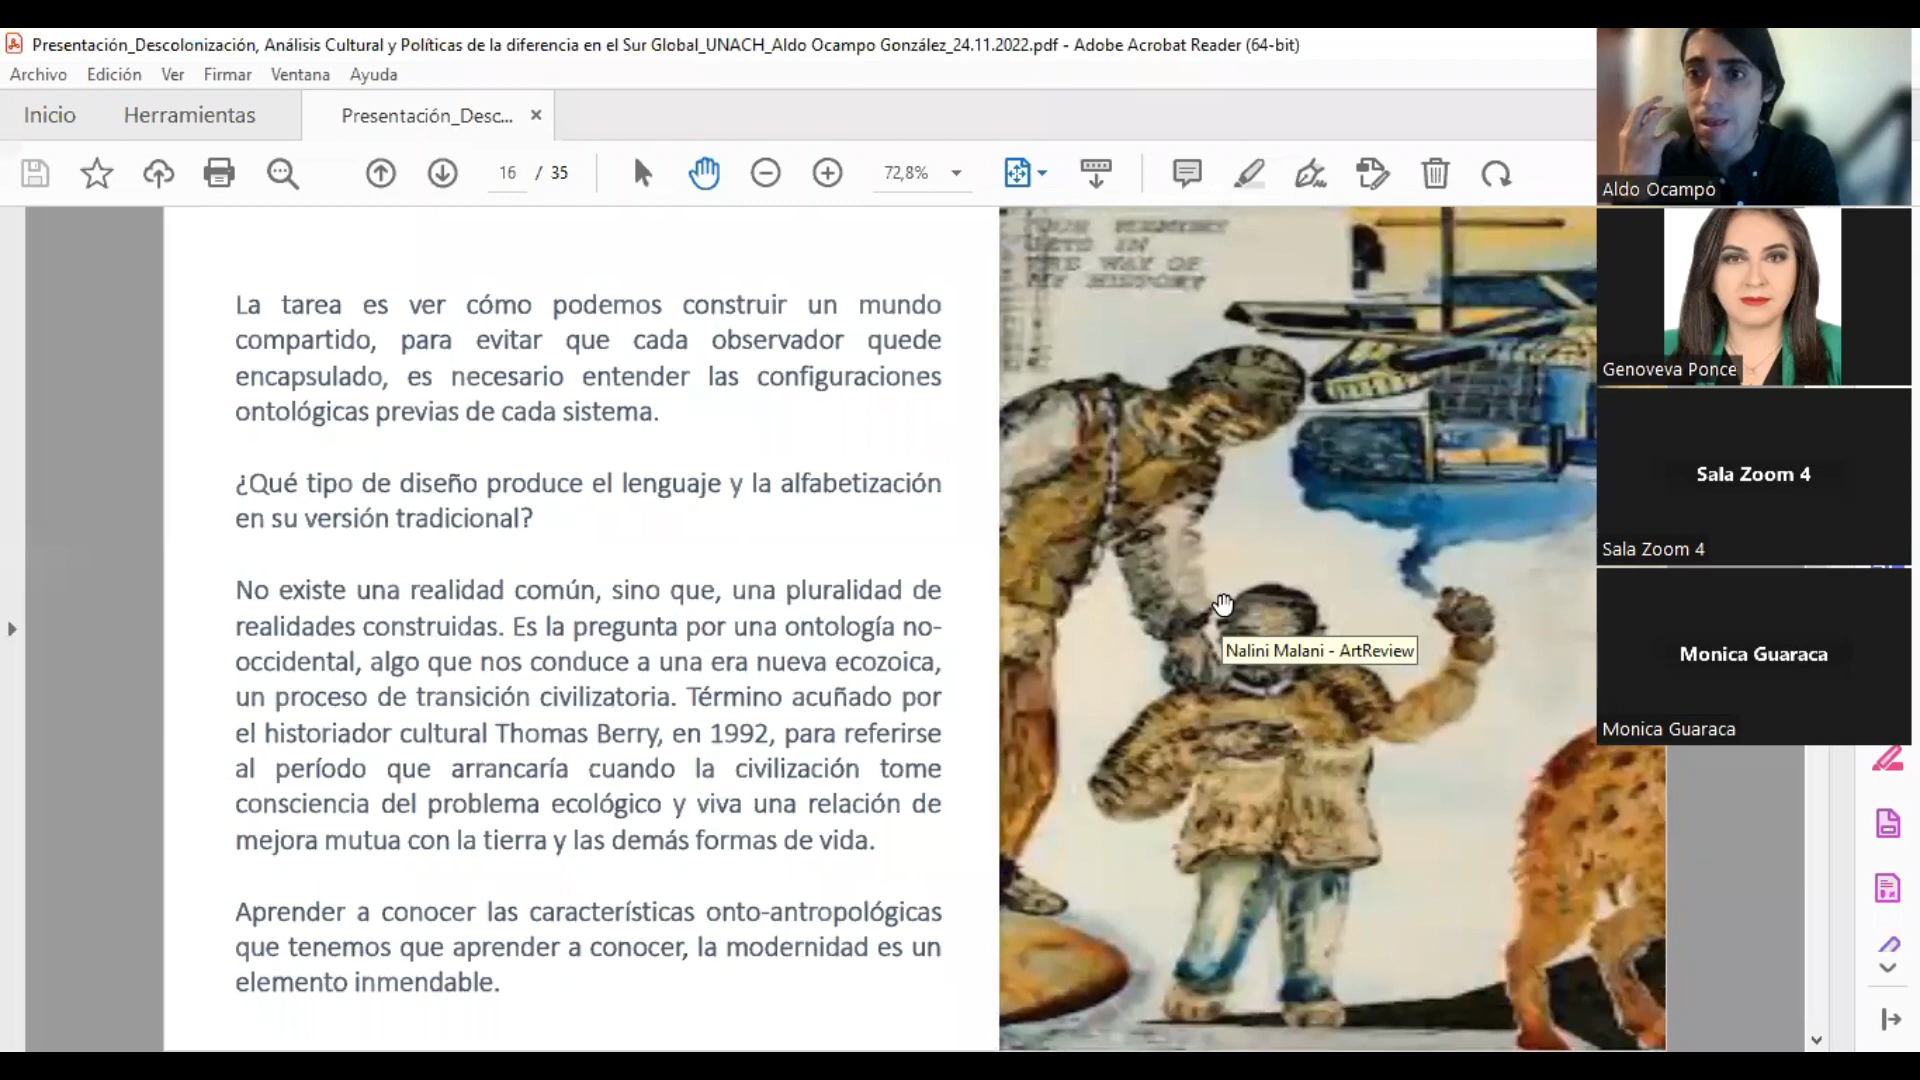 Presentación_Descolonización, Análisis Cultural y Políticas de la diferencia en el Sur Global_UNACH_Aldo Ocampo González_24.11.2022.pdf - Adobe Acrobat Reader (64-bit)
Archivo Edición Ver Firmar Ventana Ayuda
Inicio Herramientas Presentación_Desc... ×
16 / 35 72,8%
La tarea es ver cómo podemos construir un mundo
compartido, para evitar que cada observador quede
encapsulado, es necesario entender las configuraciones
ontológicas previas de cada sistema.
¿Qué tipo de diseño produce el lenguaje y la alfabetización
en su versión tradicional?
No existe una realidad común, sino que, una pluralidad de
realidades construidas. Es la pregunta por una ontología no-
occidental, algo que nos conduce a una era nueva ecozoica,
un proceso de transición civilizatoria. Término acuñado por
el historiador cultural Thomas Berry, en 1992, para referirse
al período que arrancaría cuando la civilización tome
consciencia del problema ecológico y viva una relación de
mejora mutua con la tierra y las demás formas de vida.
Aprender a conocer las características onto-antropológicas
que tenemos que aprender a conocer, la modernidad es un
elemento inmendable.
IN
THE WAY OF
MY HISTORY
Nalini Malani - ArtReview
Aldo Ocampo
Genoveva Ponce
Sala Zoom 4
Sala Zoom 4
Monica Guaraca
Monica Guaraca